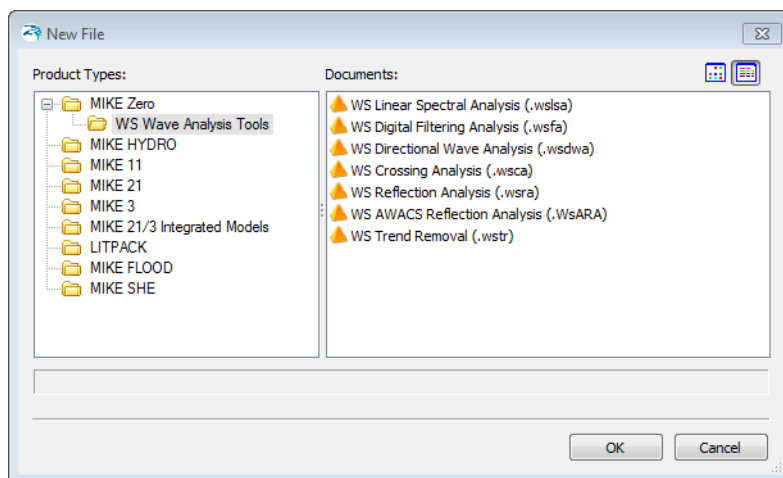 New File
Product Types:
Documents:
MIKE Zero
WS Wave Analysis Tools
MIKE HYDRO
MIKE 11
MIKE 21
MIKE 3
MIKE 21/3 Integrated Models
LITPACK
MIKE FLOOD
MIKE SHE
WS Linear Spectral Analysis (.wslsa)
WS Digital Filtering Analysis (.wsfa)
WS Directional Wave Analysis (.wsdwa)
WS Crossing Analysis (.wsca)
WS Reflection Analysis (.wsra)
WS AWACS Reflection Analysis (.WsARA)
WS Trend Removal (.wstr)
OK
Cancel